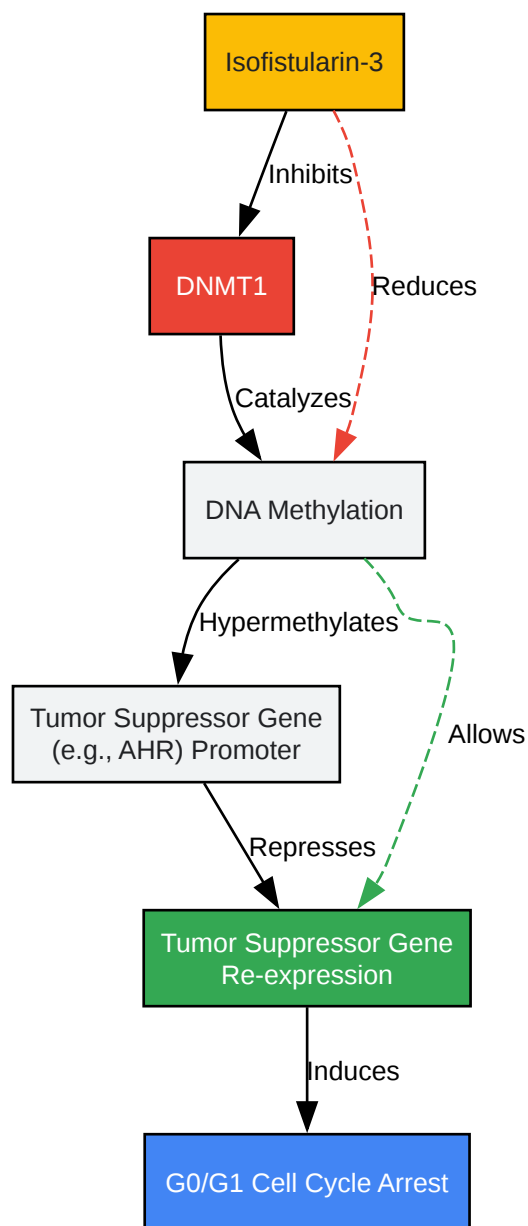 Isofistularin-3
Inhibits
DNMT1
Reduces
Catalyzes
DNA Methylation
Hypermethylates
Tumor Suppressor Gene
(e.g., AHR) Promoter
Allows
Represses
Tumor Suppressor Gene
Re-expression
Induces
G0/G1 Cell Cycle Arrest